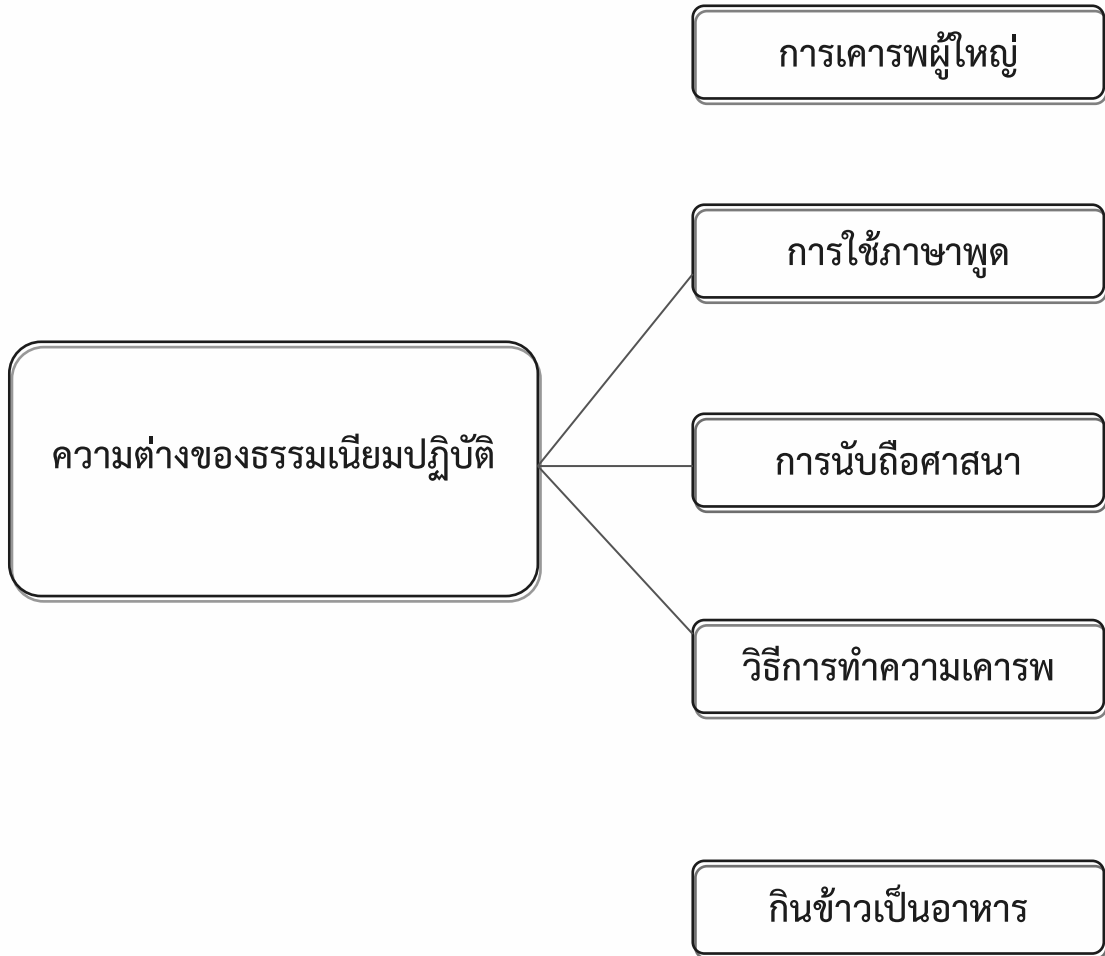 การเคารพผู้ใหญ่
การใช้ภาษาพูด
ความต่างของธรรมเนียมปฏิบัติ
การนับถือศาสนา
วิธีการทำความเคารพ
กินข้าวเป็นอาหาร